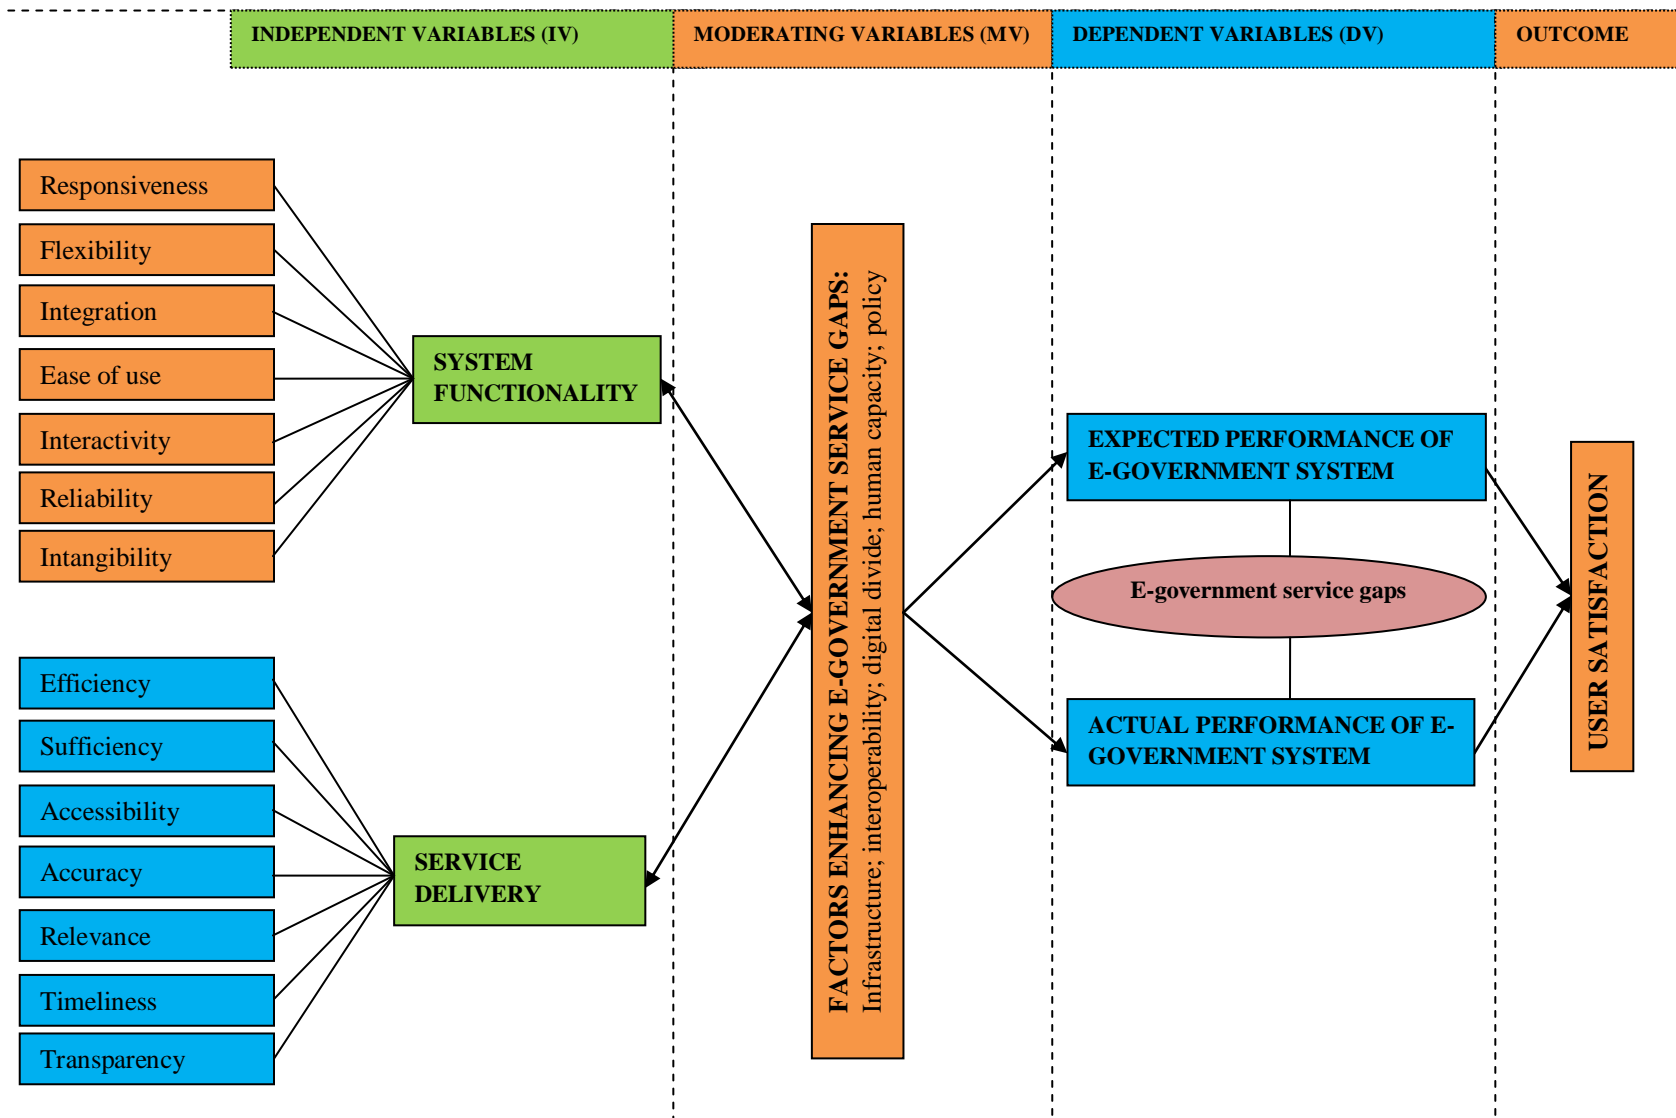 INDEPENDENT VARIABLES (IV)
MODERATING VARIABLES (MV)
DEPENDENT VARIABLES (DV)
OUTCOME
Responsiveness
Flexibility
Integration
Ease of use
Interactivity
Reliability
Intangibility
SYSTEM
FUNCTIONALITY
Efficiency
Sufficiency
Accessibility
Accuracy
Relevance
Timeliness
Transparency
SERVICE
DELIVERY
FACTORS ENHANCING E-GOVERNMENT SERVICE GAPS:
Infrastructure; interoperability; digital divide; human capacity; policy
EXPECTED PERFORMANCE OF
E-GOVERNMENT SYSTEM
E-government service gaps
ACTUAL PERFORMANCE OF E-
GOVERNMENT SYSTEM
USER SATISFACTION